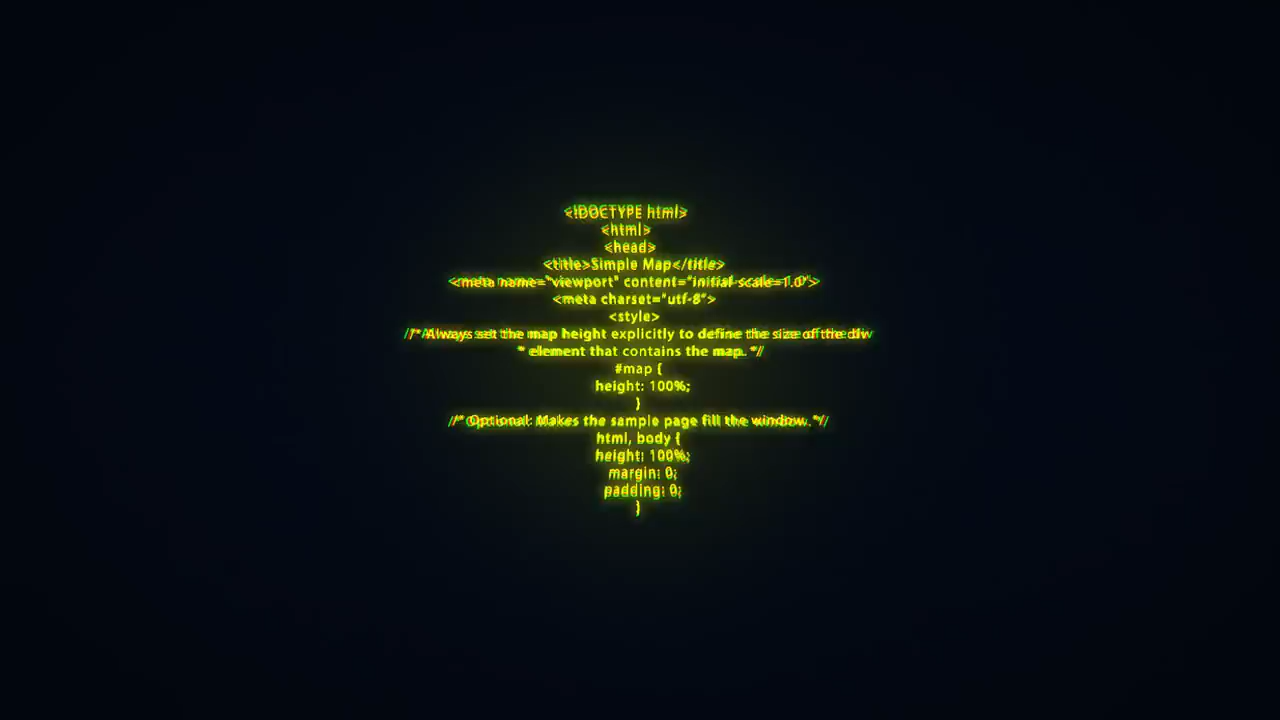 <!DOCTYPE html>
<html>
<head>
<title>Simple Map</title>
<meta name="viewport" content="initial-scale=1.0">
<meta charset="utf-8">
<style>
/* Always set the map height explicitly to define the size of the div
* element that contains the map. */
#map {
height: 100%;
}
/* Optional: Makes the sample page fill the window. */
html, body {
height: 100%;
margin: 0;
padding: 0;
}